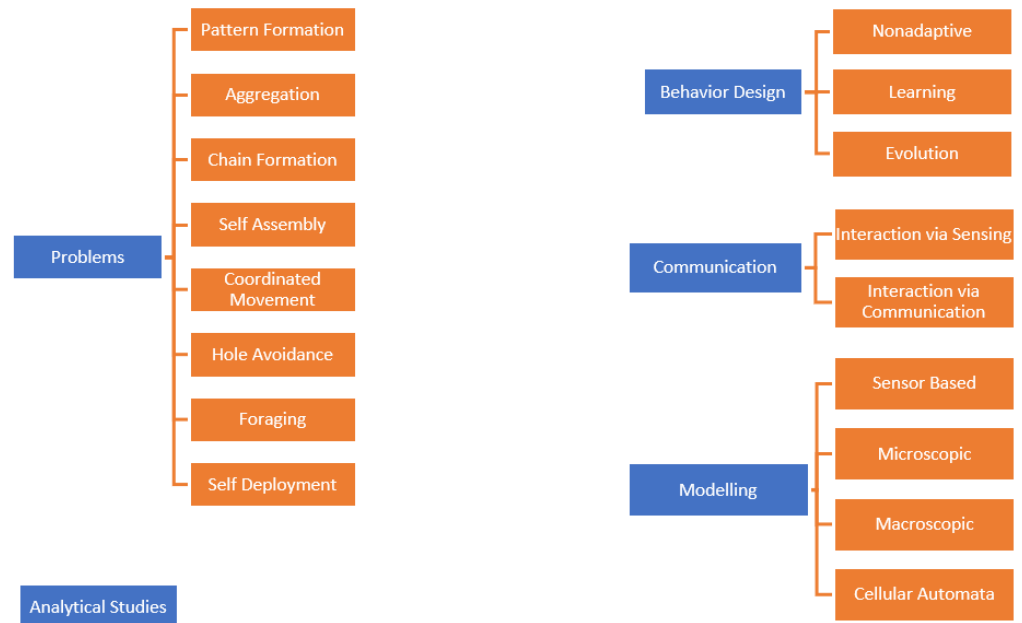 Problems
Pattern Formation
Aggregation
Chain Formation
Self Assembly
Coordinated
Movement
Hole Avoidance
Foraging
Self Deployment
Analytical Studies
Behavior Design
Nonadaptive
Learning
Evolution
Communication
Interaction via Sensing
Interaction via
Communication
Modelling
Sensor Based
Microscopic
Macroscopic
Cellular Automata